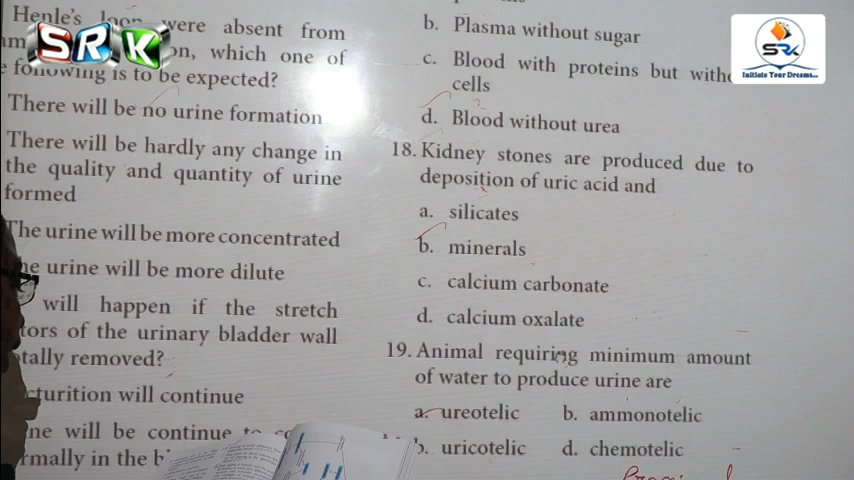 Henle's loop were absent from
on, which one of
following is to be expected?
There will be no urine formation
There will be hardly any change in
the quality and quantity of urine
formed
The urine will be more concentrated
urine will be more dilute
will happen if the stretch
of the urinary bladder wall
removed?
will continue
will be continue
in the
b. Plasma without sugar
c. Blood with proteins but
cells
d. Blood without urea
18. Kidney stones are produced due to
deposition of uric acid and
a. silicates
b. minerals
c. calcium carbonate
d. calcium oxalate
19. Animal requiring minimum amount
of water to produce urine are
a. ureotelic b. ammonotelic
b. uricotelic d. chemotelic
SRK
SRK
Initiate Your Dreams...